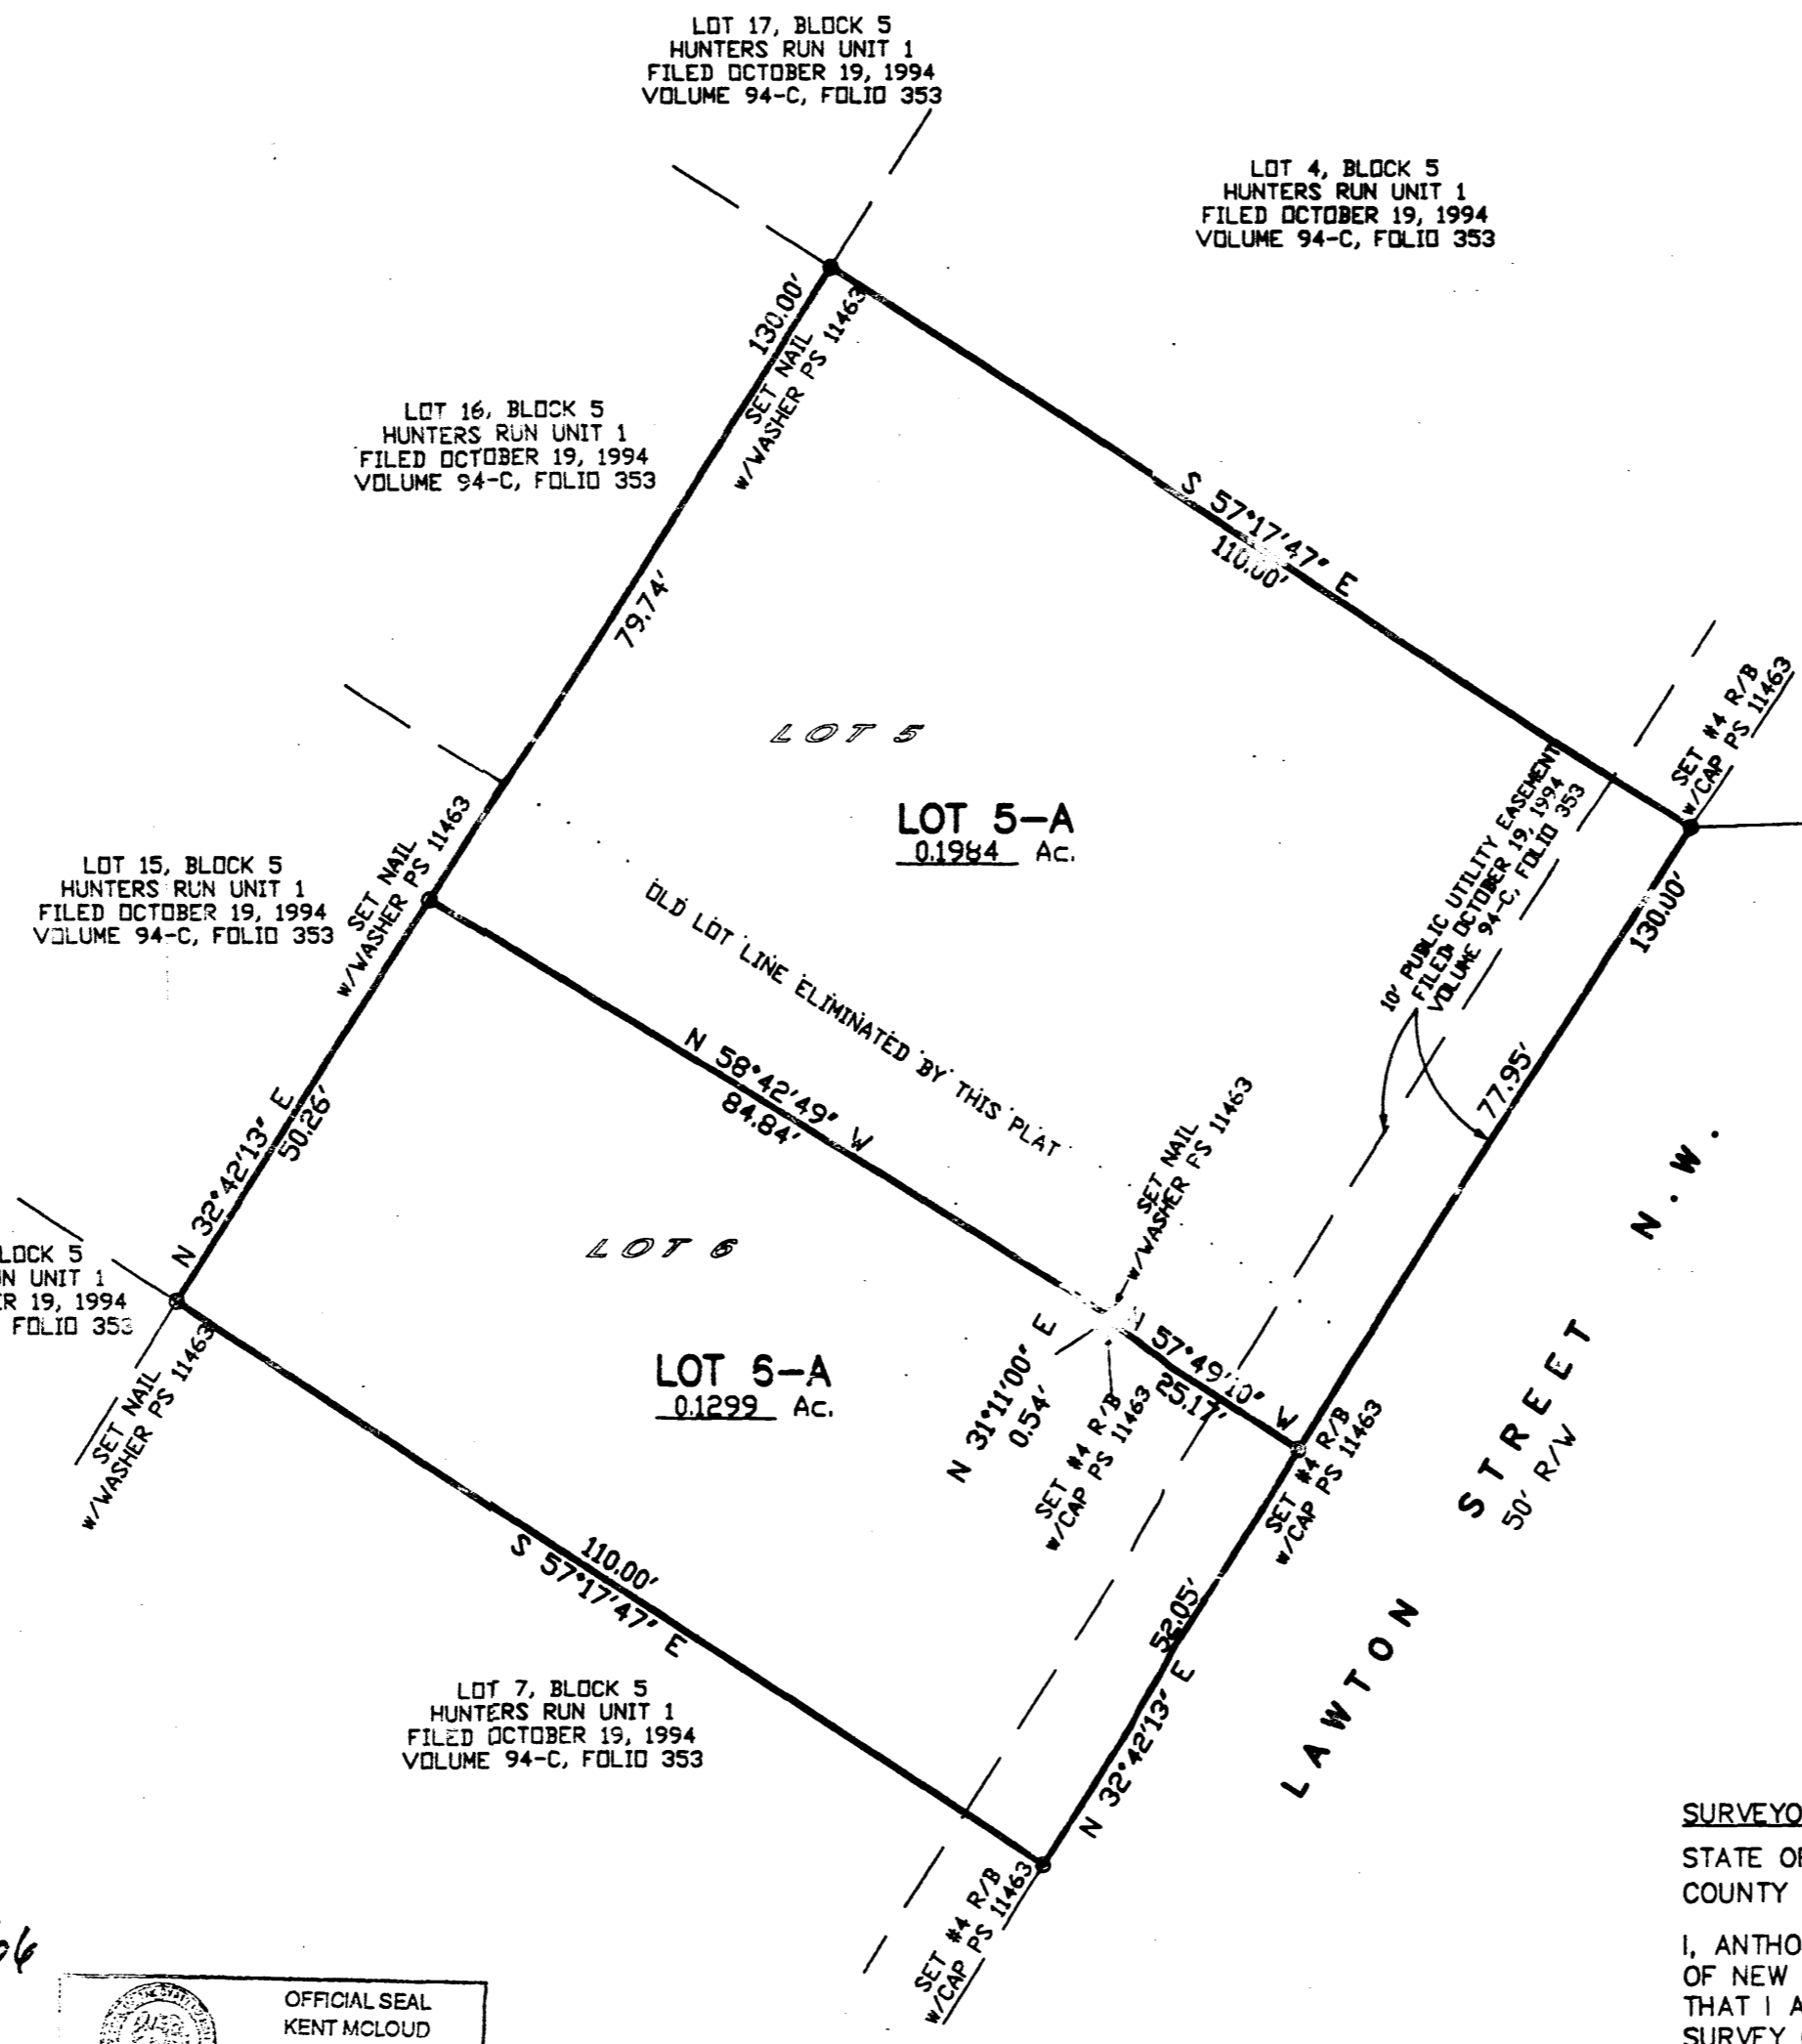 LOT 17, BLOCK 5
HUNTERS RUN UNIT 1
FILED OCTOBER 19, 1994
VOLUME 94-C, FOLIO 353
LOT 4, BLOCK 5
HUNTERS RUN UNIT 1
FILED OCTOBER 19, 1994
VOLUME 94-C, FOLIO 353
130.00'
SET NAIL
w/WASHER PS 11463
LOT 16, BLOCK 5
HUNTERS RUN UNIT 1
FILED OCTOBER 19, 1994
VOLUME 94-C, FOLIO 353
S 57°17'47" E
110.00'
79.74'
SET #4 R/B
w/CAP PS 11463
LOT 5
LOT 5-A
0.1984 Ac.
10' PUBLIC UTILITY EASEMENT
FILED: OCTOBER 19, 1994
VOLUME 94-C, FOLIO 353
130.00'
LOT 15, BLOCK 5
HUNTERS RUN UNIT 1
FILED OCTOBER 19, 1994
VOLUME 94-C, FOLIO 353
SET NAIL
w/WASHER PS 11463
OLD LOT LINE ELIMINATED BY THIS PLAT
N 58°42'49" W
84.84'
77.95'
N 32°42'13" E
50.26'
SET NAIL
w/WASHER PS 11463
LOCK 5
N UNIT 1
ER 19, 1994
FOLIO 353
LOT 6
LOT 6-A
0.1299 Ac.
N 31°11'00" E
0.54'
57°49'10" W
25.17'
SET #4 R/B
w/CAP PS 11463
SET #4 R/B
w/CAP PS 11463
SET NAIL
w/WASHER PS 11463
110.00'
S 57°17'47" E
52.05'
N 32°42'13" E
LAWTON STREET N.W.
50' R/W
LOT 7, BLOCK 5
HUNTERS RUN UNIT 1
FILED OCTOBER 19, 1994
VOLUME 94-C, FOLIO 353
SET #4 R/B
w/CAP PS 11463
SURVEYO
STATE OF
COUNTY
I, ANTHO
OF NEW
THAT I A
SURVEY
OFFICIAL SEAL
KENT MCLOUD